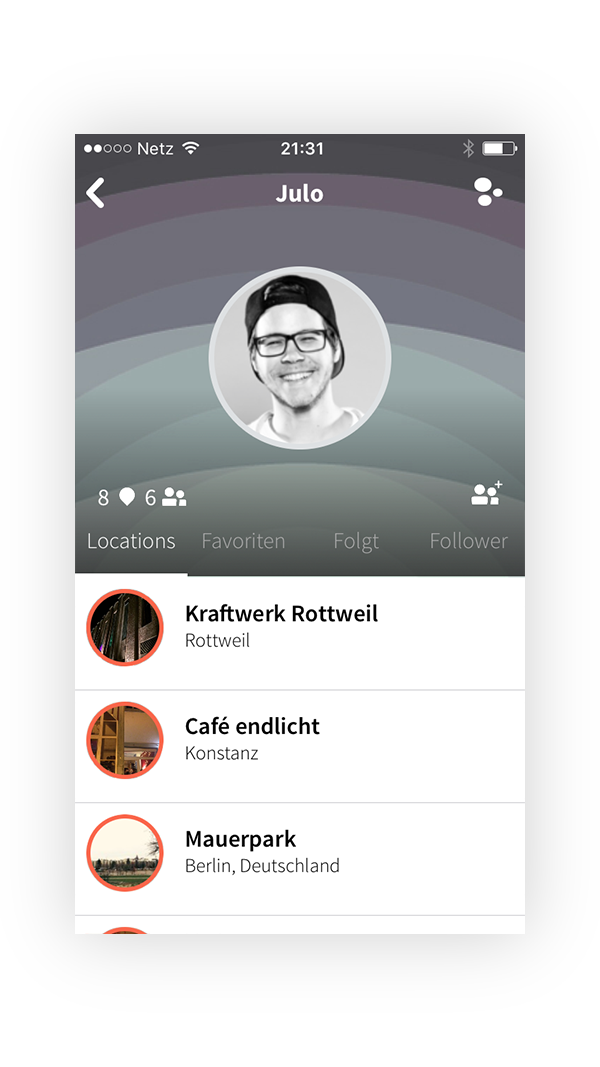 Netz 21:31
Julo
8 6
Locations Favoriten Folgt Follower
Kraftwerk Rottweil
Rottweil
Café endlicht
Konstanz
Mauerpark
Berlin, Deutschland